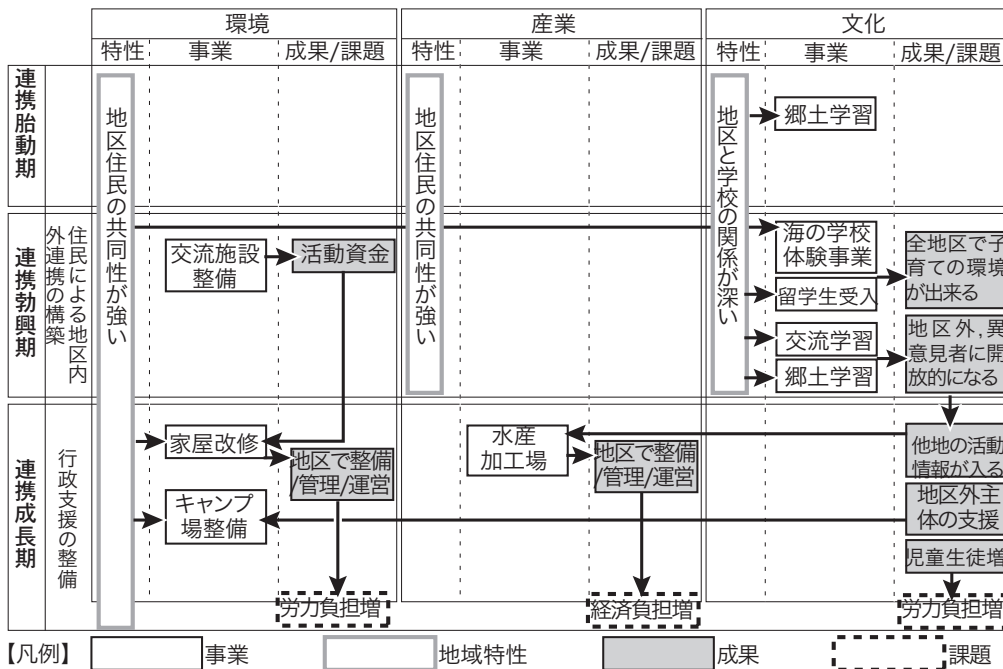 環境
産業
文化
特性
事業
成果/課題
特性
事業
成果/課題
特性
事業
成果/課題
連携胎動期
地区住民の共同性が強い
地区住民の共同性が強い
地区と学校の関係が深い
郷土学習
連携勃興期
住民による地区内
外連携の構築
交流施設
整備
活動資金
海の学校
体験事業
留学生受入
全地区で子
育ての環境
が出来る
交流学習
郷土学習
地区外,異
意見者に開
放的になる
連携成長期
行政支援の整備
家屋改修
地区で整備
/管理/運営
キャンプ
場整備
労力負担増
水産
加工場
地区で整備
/管理/運営
経済負担増
他地の活動
情報が入る
地区外主
体の支援
児童生徒増
労力負担増
【凡例】
事業
地域特性
成果
課題